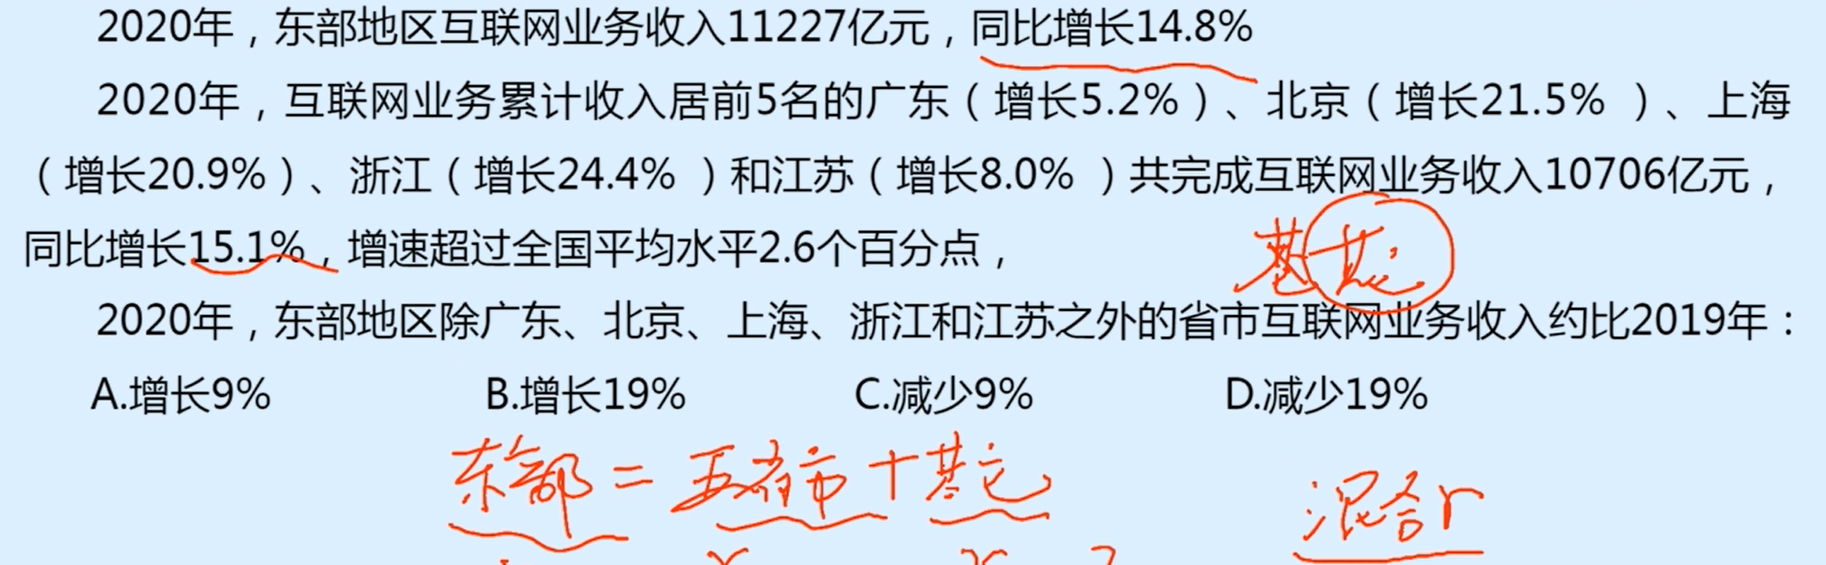 2020年，东部地区互联网业务收入11227亿元，同比增长14.8%
2020年，互联网业务累计收入居前5名的广东（增长5.2%）、北京（增长21.5% ）、上海
（增长20.9%）、浙江（增长24.4% ）和江苏（增长8.0% ）共完成互联网业务收入10706亿元，
同比增长15.1%，增速超过全国平均水平2.6个百分点，
2020年，东部地区除广东、北京、上海、浙江和江苏之外的省市互联网业务收入约比2019年：
A.增长9% B.增长19% C.减少9% D.减少19%
东部 = 五省市 + 其它
混合r